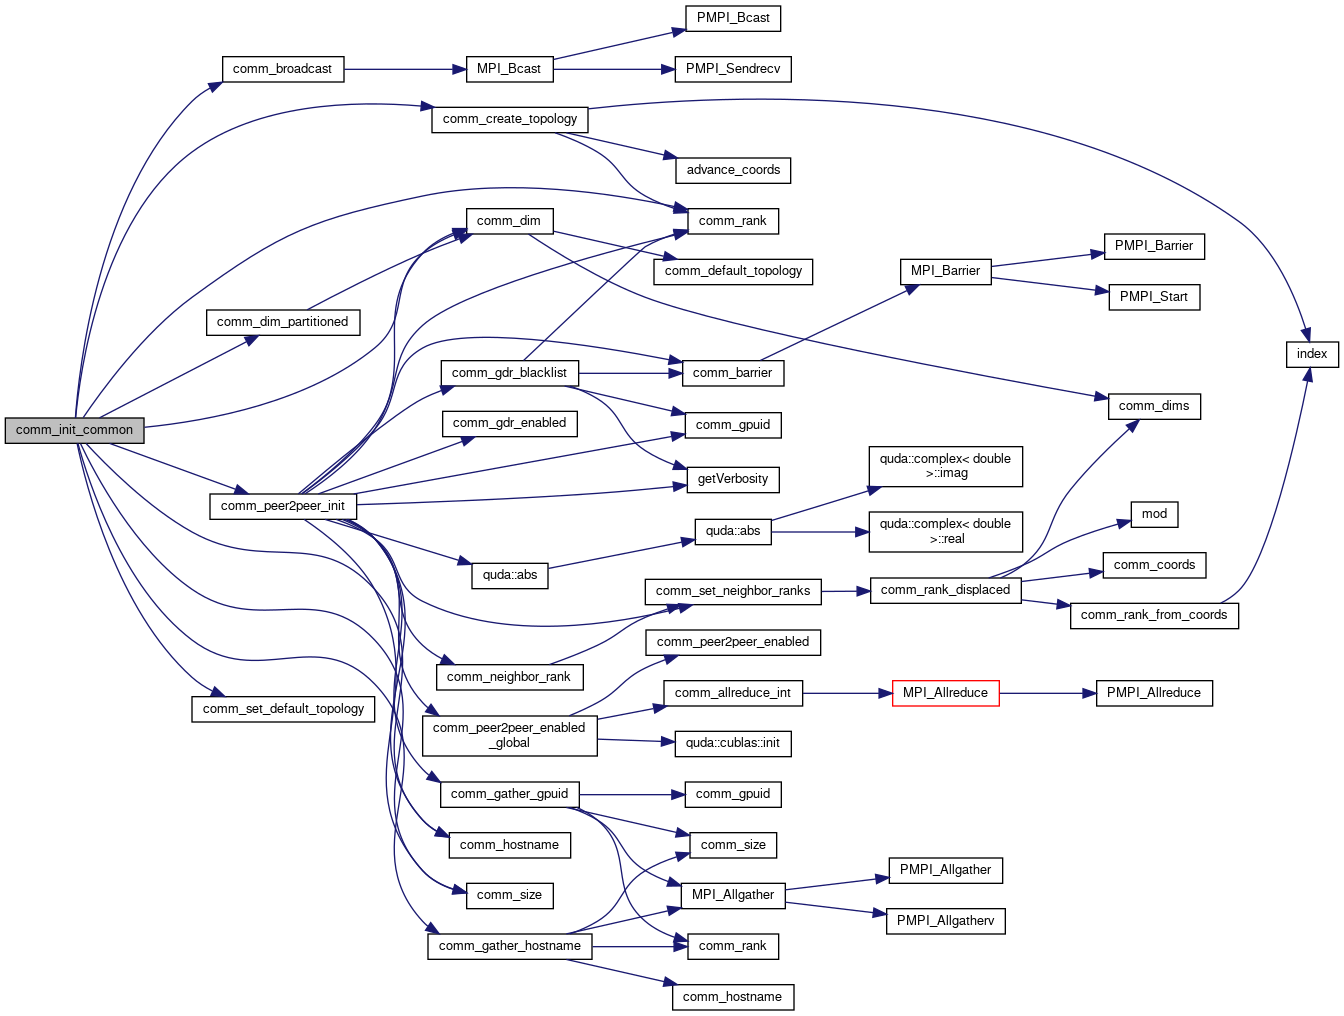 PMPI_Bcast
comm_broadcast
MPI_Bcast
PMPI_Sendrecv
comm_create_topology
advance_coords
comm_dim
comm_rank
comm_default_topology
MPI_Barrier
PMPI_Barrier
PMPI_Start
comm_dim_partitioned
index
comm_gdr_blacklist
comm_barrier
comm_dims
comm_init_common
comm_gdr_enabled
comm_gpuid
getVerbosity
quda::complex< double
>::imag
comm_peer2peer_init
mod
quda::abs
quda::complex< double
>::real
comm_coords
quda::abs
comm_set_neighbor_ranks
comm_rank_displaced
comm_rank_from_coords
comm_peer2peer_enabled
comm_neighbor_rank
comm_allreduce_int
MPI_Allreduce
PMPI_Allreduce
comm_set_default_topology
comm_peer2peer_enabled
_global
quda::cublas::init
comm_gather_gpuid
comm_gpuid
comm_hostname
comm_size
PMPI_Allgather
comm_size
MPI_Allgather
PMPI_Allgatherv
comm_gather_hostname
comm_rank
comm_hostname